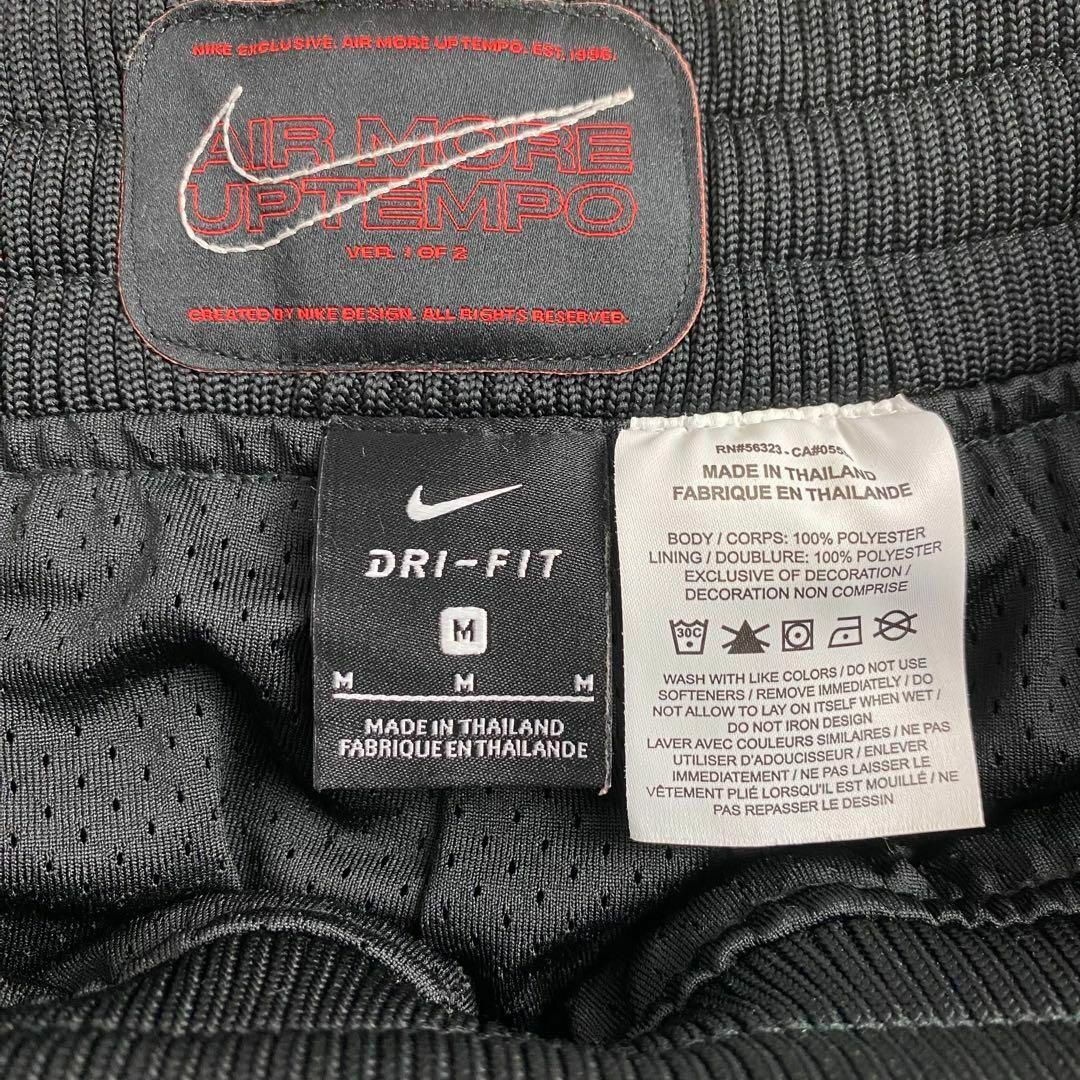 NIKE EXCLUSIVE. AIR MORE UPTEMPO. EST. 1996.
AIR MORE
UPTEMPO
VER. 1 OF 2
CREATED BY NIKE DESIGN. ALL RIGHTS RESERVED.
DRI-FIT
M
M M M
MADE IN THAILAND
FABRIQUE EN THAILANDE
RN#56323 - CA#055
MADE IN THAILAND
FABRIQUE EN THAILANDE
BODY / CORPS: 100% POLYESTER
LINING / DOUBLURE: 100% POLYESTER
EXCLUSIVE OF DECORATION /
DECORATION NON COMPRISE
30C
WASH WITH LIKE COLORS / DO NOT USE
SOFTENERS / REMOVE IMMEDIATELY / DO
NOT ALLOW TO LAY ON ITSELF WHEN WET /
DO NOT IRON DESIGN
LAVER AVEC COULEURS SIMILAIRES / NE PAS
UTILISER D'ADOUCISSEUR / ENLEVER
IMMEDIATEMENT / NE PAS LAISSER LE
VÊTEMENT PLIÉ LORSQU'IL EST MOUILLÉ / NE
PAS REPASSER LE DESSIN